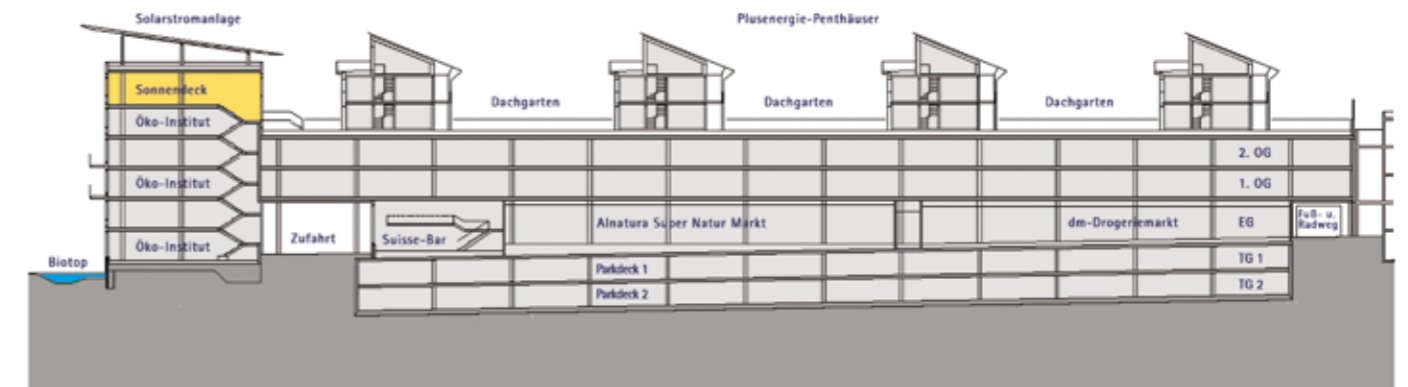 Solarstromanlage
Plusenergie-Penthäuser
Sonnendeck
Dachgarten
Dachgarten
Dachgarten
Öko-Institut
2. OG
Öko-Institut
1. OG
Alnatura Super Natur Markt
dm-Drogeriemarkt
EG
Fuß- u.
Radweg
Zufahrt
Suisse-Bar
Öko-Institut
Biotop
Parkdeck 1
TG 1
Parkdeck 2
TG 2